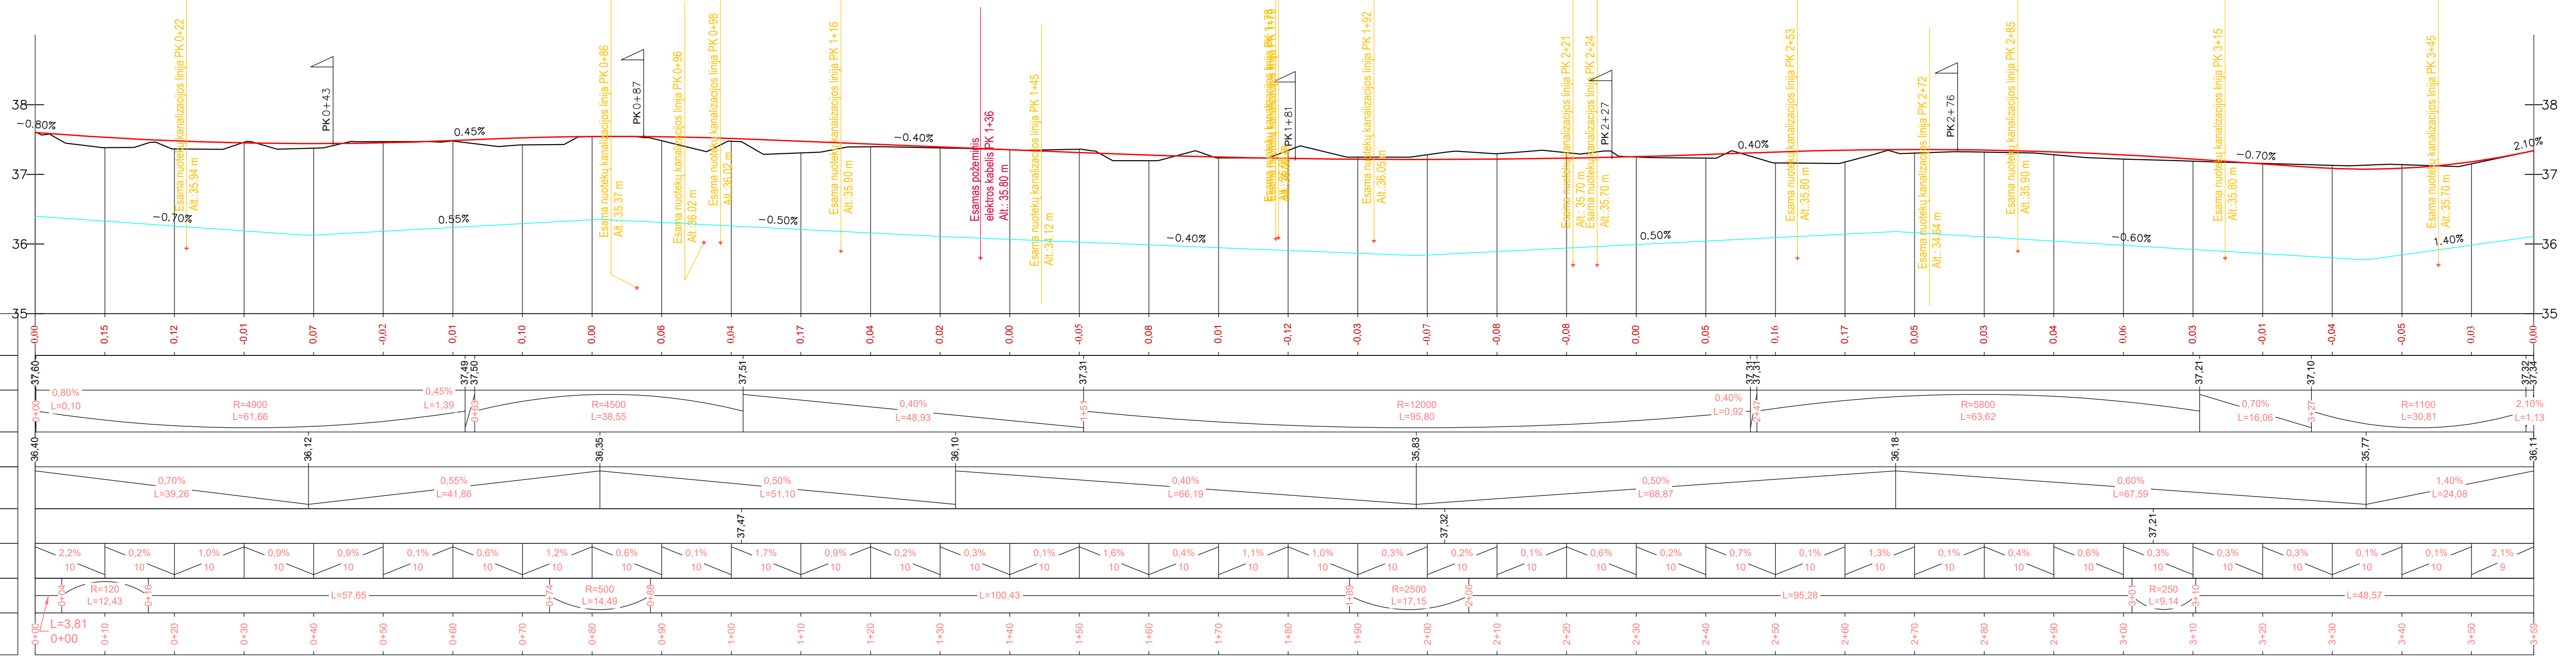 Esama nuotekų kanalizacijos linija PK 0+22
Alt.:35.94 m
PK 0+43
Esama nuotekų kanalizacijos linija PK 0+86
Alt.:35.37 m
PK 0+87
Esama nuotekų kanalizacijos linija PK 0+96
Alt.:36.02 m
Esama nuotekų kanalizacijos linija PK 0+98
Alt.:36.02 m
Esama nuotekų kanalizacijos linija PK 1+16
Alt.:35.90 m
Esamas požeminis
elektros kabelis PK 1+36
Alt.: 35.80 m
Esama nuotekų kanalizacijos linija PK 1+45
Alt.:34.12 m
PK 1+81
Esama nuotekų kanalizacijos linija PK 1+92
Alt.:36.05 m
Esama nuotekų kanalizacijos linija PK 2+21
Alt.: 35.70 m
Esama nuotekų kanalizacijos linija PK 2+24
Alt.:35.70 m
PK 2+27
Esama nuotekų kanalizacijos linija PK 2+53
Alt.:35.80 m
Esama nuotekų kanalizacijos linija PK 2+72
Alt.: 34.64 m
PK 2+76
Esama nuotekų kanalizacijos linija PK 2+85
Alt.:35.90 m
Esama nuotekų kanalizacijos linija PK 3+15
Alt.:35.80 m
Esama nuotekų kanalizacijos linija PK 3+45
Alt.:35.70 m
38 38
37 37
36 36
35 35
-0.80% 0.45% -0.40% 0.40% -0.70% 2.10%
-0.70% 0.55% -0.50% -0.40% 0.50% -0.60% 1.40%
0,00 0,15 0,12 -0,01 0,07 -0,02 0,01 0,10 0,00 0,06 0,04 0,17 0,04 0,02 0,00 -0,05 0,08 0,01 -0,12 -0,03 -0,07 -0,08 -0,08 0,00 0,05 0,16 0,17 0,05 0,03 0,04 0,06 0,03 -0,01 -0,04 -0,05 0,03 0,00
37,60 37,49 37,50 37,51 37,31 37,31 37,31 37,21 37,10 37,32 37,34
0,80% 0,45% 0,40% 0,40% 0,70% 2,10%
L=0,10 R=4900 L=1,39 R=4500 R=12000 L=0,92 R=5800 R=1100 L=1,13
L=61,66 L=38,55 L=48,93 L=95,80 L=63,62 L=16,06 L=30,81
0+00 0+63 1+51 2+47 3+27
36,40 36,12 36,35 36,10 35,83 36,18 35,77 36,11
0,70% 0,55% 0,50% 0,40% 0,50% 0,60% 1,40%
L=39,26 L=41,86 L=51,10 L=66,19 L=68,87 L=67,59 L=24,08
37,47 37,32 37,21
2,2% 0,2% 1,0% 0,9% 0,9% 0,1% 0,6% 1,2% 0,6% 0,1% 1,7% 0,9% 0,2% 0,3% 0,1% 1,6% 0,4% 1,1% 1,0% 0,3% 0,2% 0,1% 0,6% 0,2% 0,7% 0,1% 1,3% 0,1% 0,4% 0,6% 0,3% 0,3% 0,3% 0,1% 0,1% 2,1%
10 10 10 10 10 10 10 10 10 10 10 10 10 10 10 10 10 10 10 10 10 10 10 10 10 10 10 10 10 10 10 10 10 10 10 9
0+04 0+16 0+74 0+88 1+89 2+06 3+01 3+10
R=120 R=500 R=2500 R=250
L=12,43 L=57,65 L=14,49 L=100,43 L=17,15 L=95,28 L=9,14 L=48,57
L=3,81
0+00
0+00 0+10 0+20 0+30 0+40 0+50 0+60 0+70 0+80 0+90 1+00 1+10 1+20 1+30 1+40 1+50 1+60 1+70 1+80 1+90 2+00 2+10 2+20 2+30 2+40 2+50 2+60 2+70 2+80 2+90 3+00 3+10 3+20 3+30 3+40 3+50 3+59